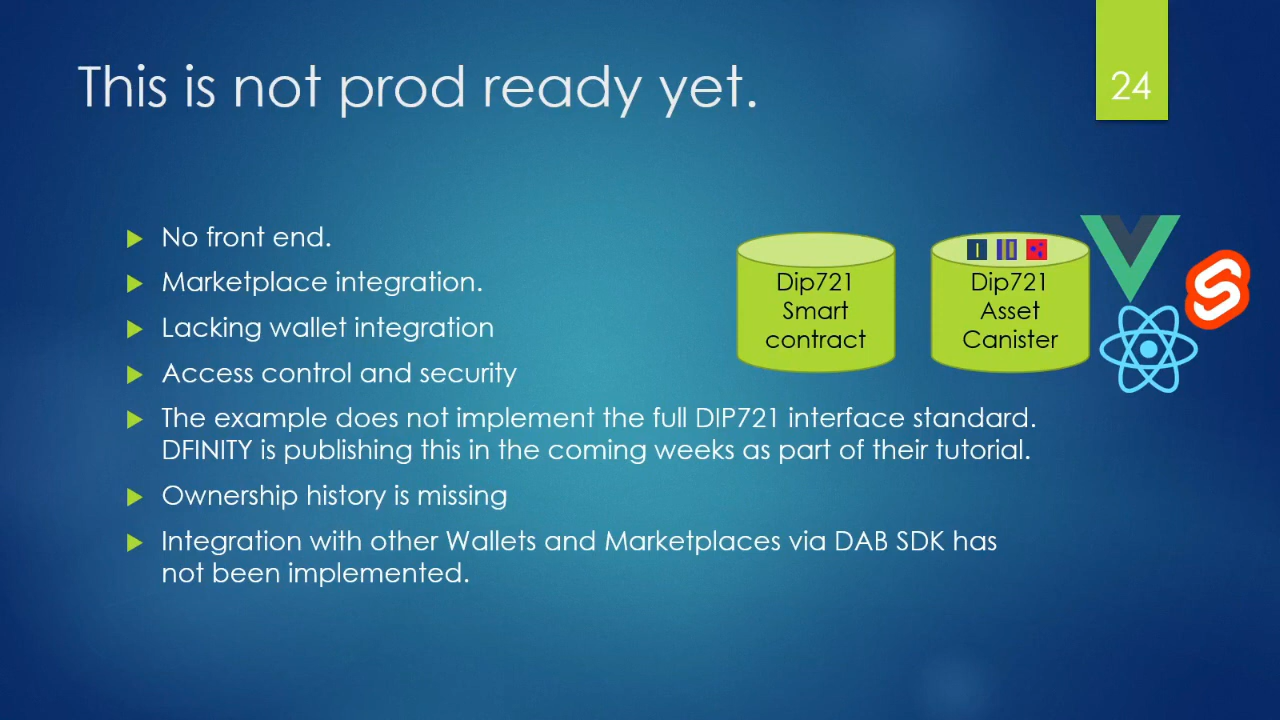 This is not prod ready yet.
24
No front end.
Marketplace integration.
Lacking wallet integration
Access control and security
The example does not implement the full DIP721 interface standard.
DFINITY is publishing this in the coming weeks as part of their tutorial.
Ownership history is missing
Integration with other Wallets and Marketplaces via DAB SDK has
not been implemented.
Dip721
Smart
contract
Dip721
Asset
Canister